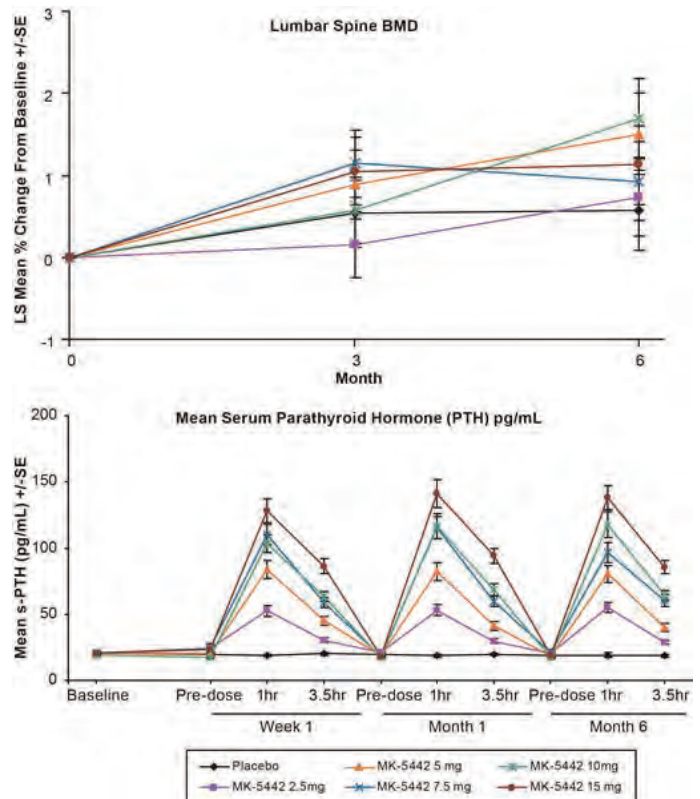 Lumbar Spine BMD
LS Mean % Change From Baseline +/-SE
3
2
1
0
-1
0 3 6
Month
Mean Serum Parathyroid Hormone (PTH) pg/mL
Mean s-PTH (pg/mL) +/-SE
200
150
100
50
0
Baseline Pre-dose 1hr 3.5hr Pre-dose 1hr 3.5hr Pre-dose 1hr 3.5hr
Week 1 Month 1 Month 6
Placebo MK-5442 5 mg MK-5442 10mg
MK-5442 2.5mg MK-5442 7.5mg MK-5442 15 mg